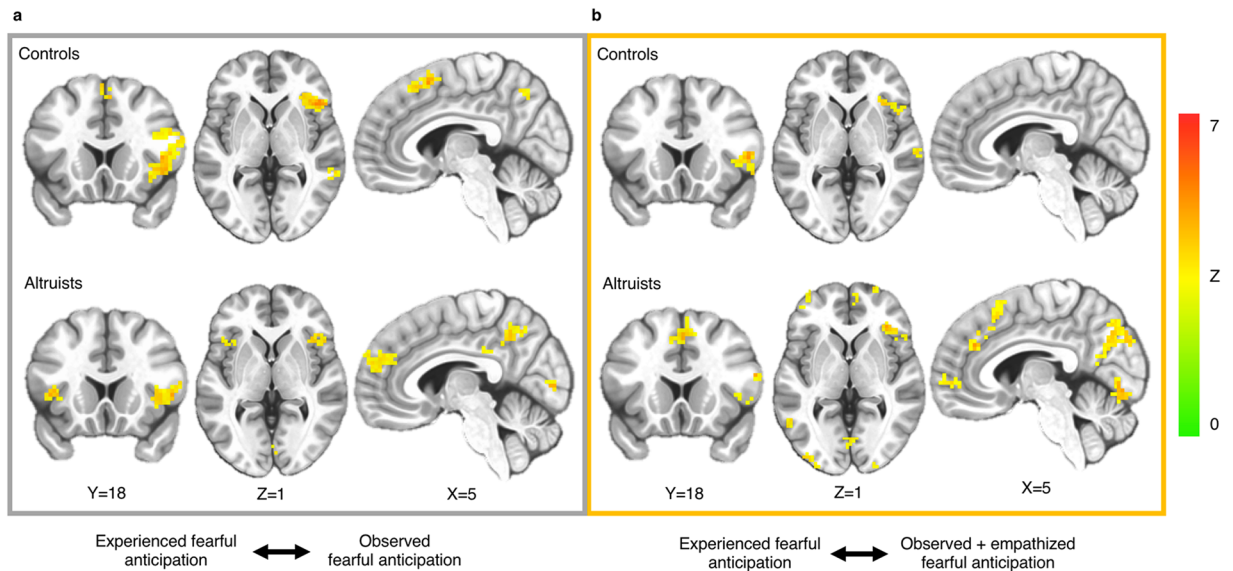 a
Controls
Altruists
Y=18
Z=1
X=5
Experienced fearful
anticipation
Observed
fearful anticipation
b
Controls
Altruists
Y=18
Z=1
X=5
Experienced fearful
anticipation
Observed + empathized
fearful anticipation
7
Z
0